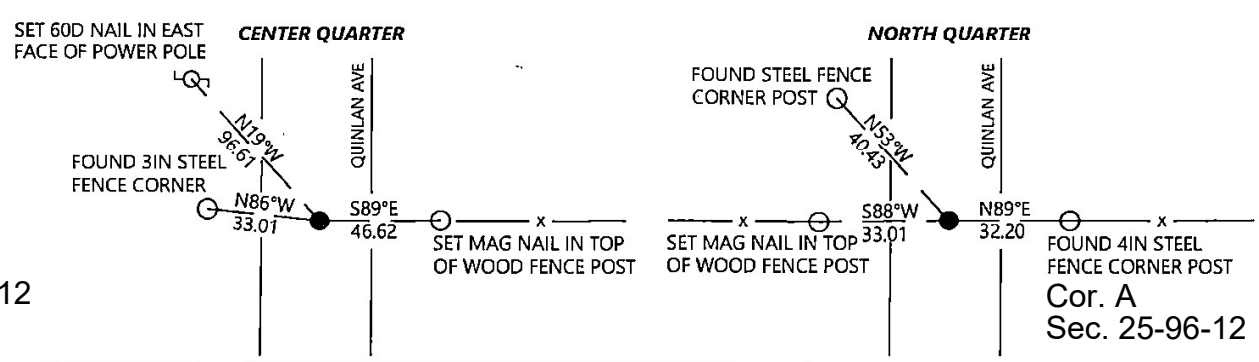 SET 60D NAIL IN EAST
FACE OF POWER POLE
CENTER QUARTER
QUINLAN AVE
N19°W
96.61
FOUND 3IN STEEL
FENCE CORNER
N86°W
33.01
S89°E
46.62
x
SET MAG NAIL IN TOP
OF WOOD FENCE POST
12
NORTH QUARTER
FOUND STEEL FENCE
CORNER POST
QUINLAN AVE
N53°W
40.43
x
S88°W
33.01
N89°E
32.20
x
SET MAG NAIL IN TOP
OF WOOD FENCE POST
FOUND 4IN STEEL
FENCE CORNER POST
Cor. A
Sec. 25-96-12